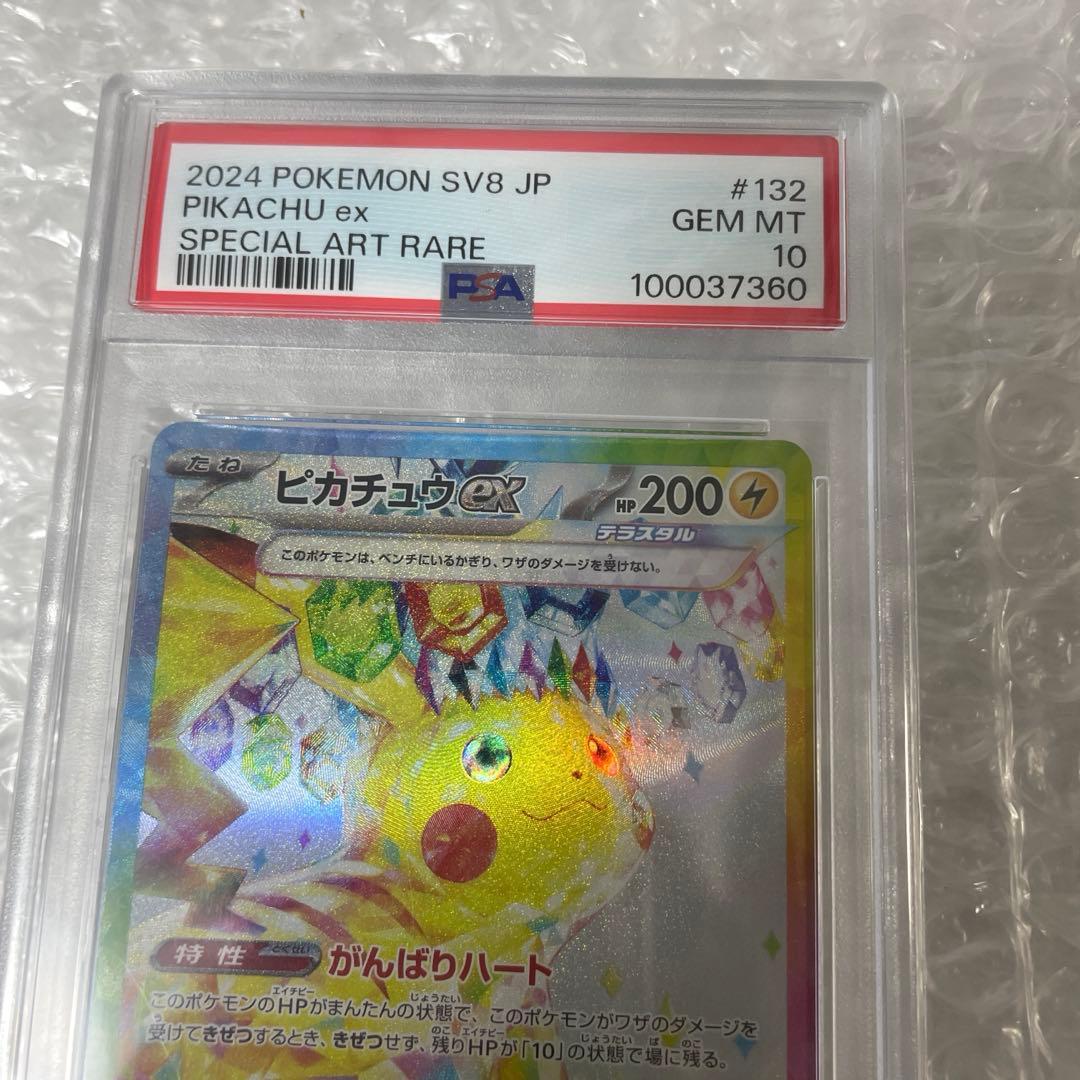 2024 POKEMON SV8 JP #132
PIKACHU ex GEM MT
SPECIAL ART RARE 10
PSA 100037360
たね ピカチュウex HP200
テラスタル
このポケモンは、ベンチにいるかぎり、ワザのダメージを受けない。
特性 がんばりハート
このポケモンのHPがまんたんの状態で、このポケモンがワザのダメージを
受けてきぜつするとき、きぜつせず、残りHPが「10」の状態で場に残る。